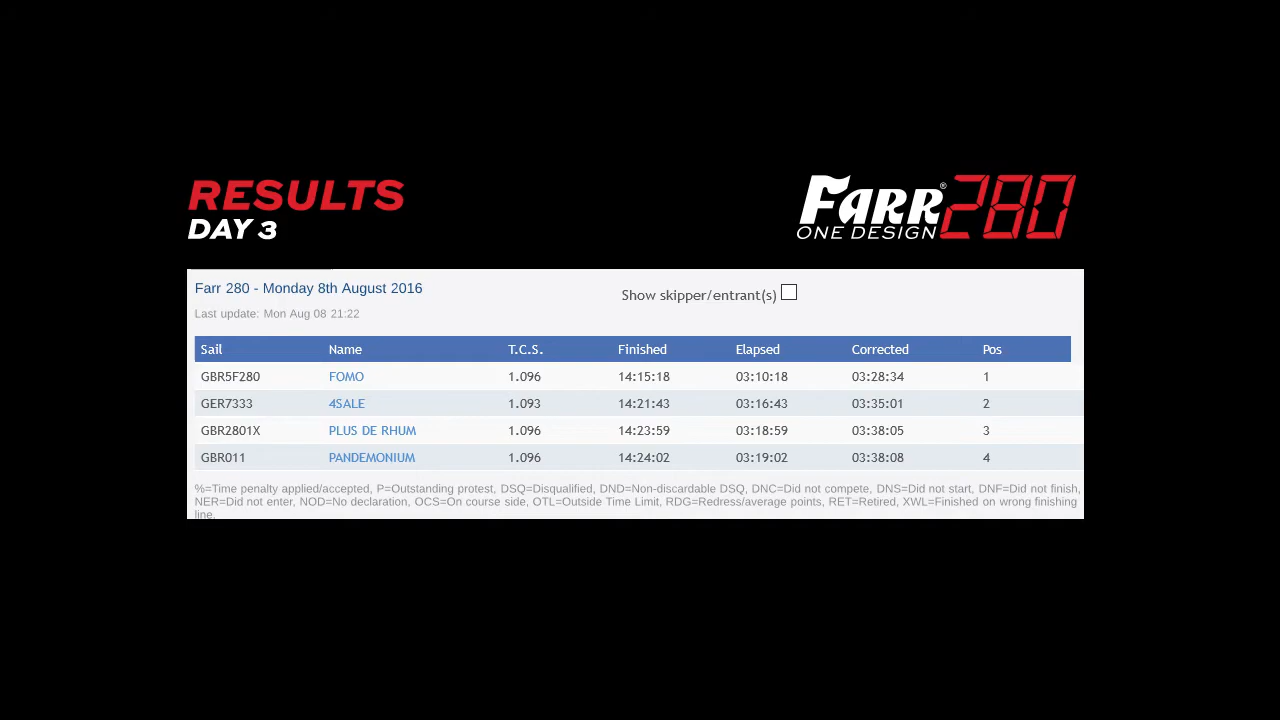 RESULTS
DAY 3
FARR® 280
ONE DESIGN
Farr 280 - Monday 8th August 2016
Show skipper/entrant(s)
Last update: Mon Aug 08 21:22
Sail Name T.C.S. Finished Elapsed Corrected Pos
GBR5F280 FOMO 1.096 14:15:18 03:10:18 03:28:34 1
GER7333 4SALE 1.093 14:21:43 03:16:43 03:35:01 2
GBR2801X PLUS DE RHUM 1.096 14:23:59 03:18:59 03:38:05 3
GBR011 PANDEMONIUM 1.096 14:24:02 03:19:02 03:38:08 4
%=Time penalty applied/accepted, P=Outstanding protest, DSQ=Disqualified, DND=Non-discardable DSQ, DNC=Did not compete, DNS=Did not start, DNF=Did not finish,
NER=Did not enter, NOD=No declaration, OCS=On course side, OTL=Outside Time Limit, RDG=Redress/average points, RET=Retired, XWL=Finished on wrong finishing
line.